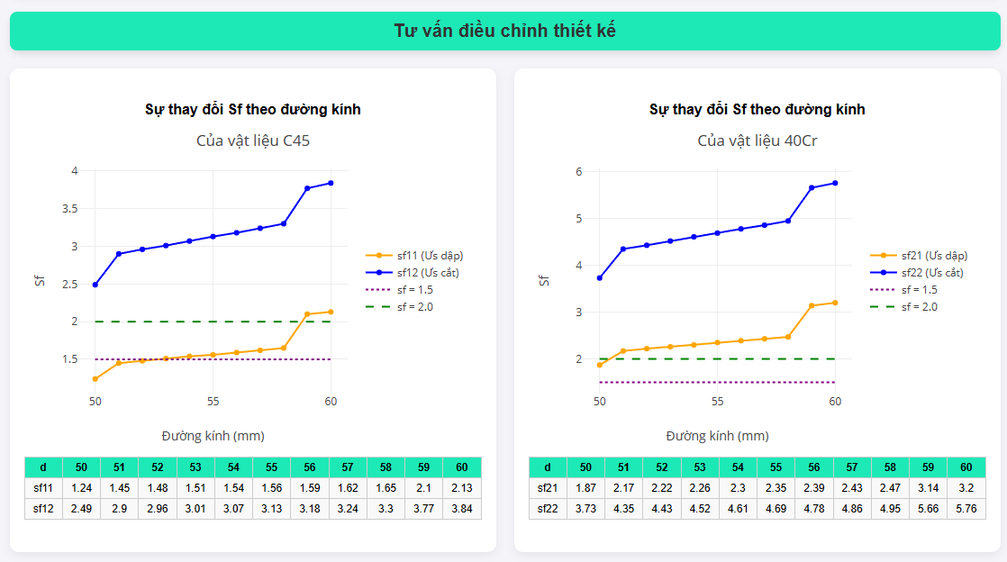 Tư vấn điều chỉnh thiết kế
Sự thay đổi Sf theo đường kính
Của vật liệu C45
4
3.5
3
2.5
2
1.5
Sf
50
55
60
Đường kính (mm)
sf11 (Ưs dập)
sf12 (Ưs cắt)
sf = 1.5
sf = 2.0
d 50 51 52 53 54 55 56 57 58 59 60
sf11 1.24 1.45 1.48 1.51 1.54 1.56 1.59 1.62 1.65 2.1 2.13
sf12 2.49 2.9 2.96 3.01 3.07 3.13 3.18 3.24 3.3 3.77 3.84
Sự thay đổi Sf theo đường kính
Của vật liệu 40Cr
6
5
4
3
2
Sf
50
55
60
Đường kính (mm)
sf21 (Ưs dập)
sf22 (Ưs cắt)
sf = 1.5
sf = 2.0
d 50 51 52 53 54 55 56 57 58 59 60
sf21 1.87 2.17 2.22 2.26 2.3 2.35 2.39 2.43 2.47 3.14 3.2
sf22 3.73 4.35 4.43 4.52 4.61 4.69 4.78 4.86 4.95 5.66 5.76